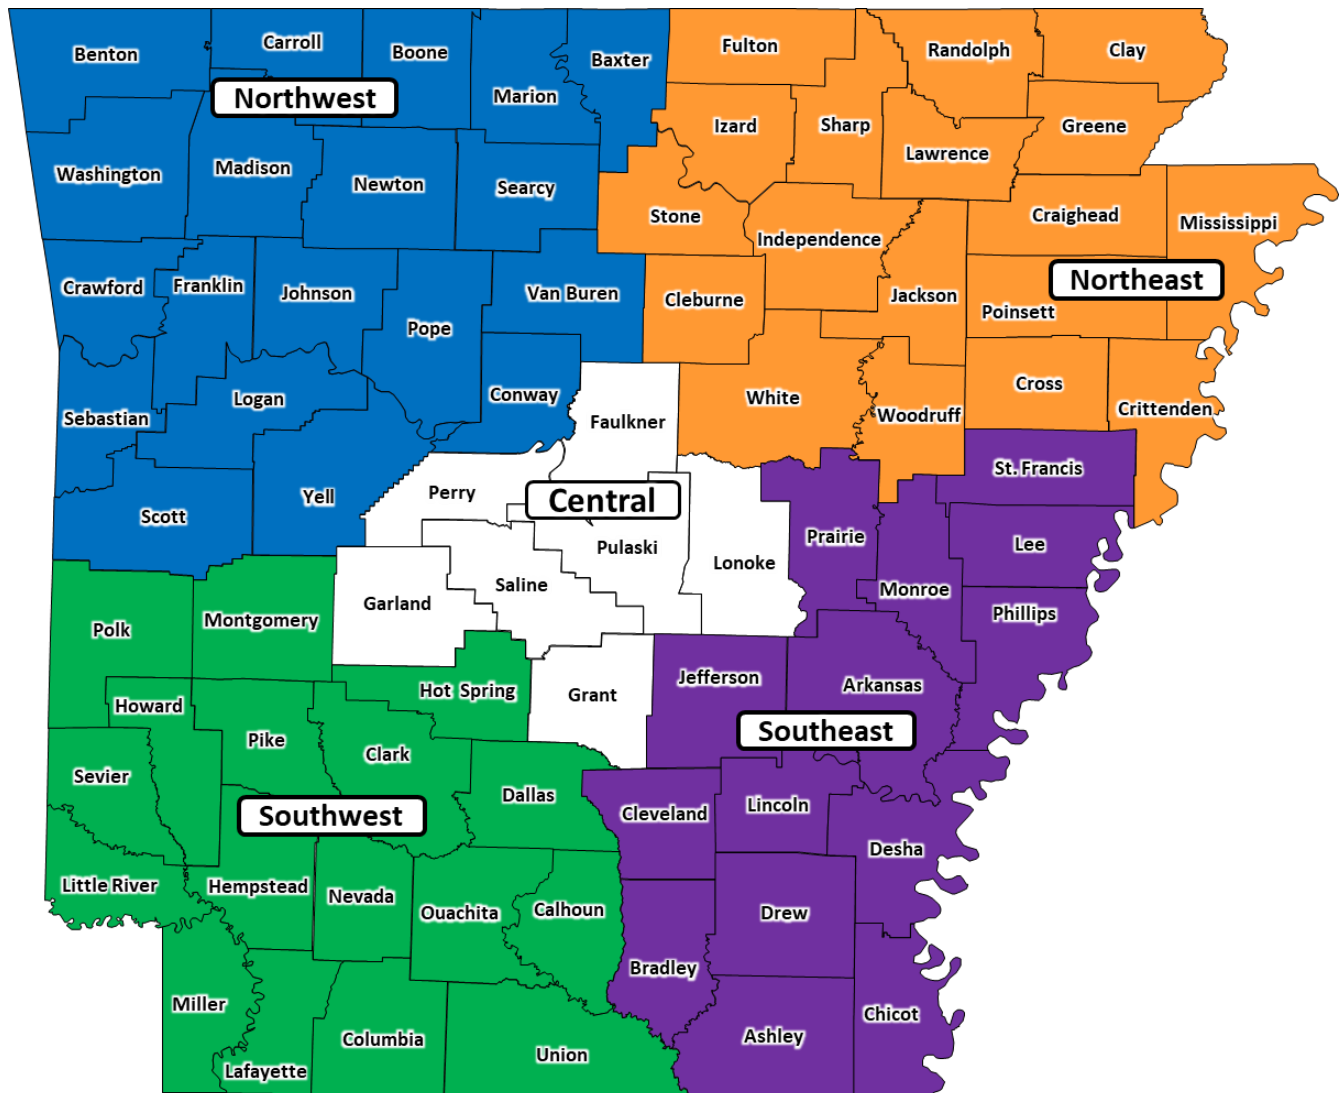 Benton
Carroll
Boone
Marion
Baxter
Fulton
Randolph
Clay
Northwest
Washington
Madison
Newton
Searcy
Izard
Sharp
Lawrence
Greene
Stone
Independence
Craighead
Mississippi
Crawford
Franklin
Johnson
Pope
Van Buren
Cleburne
Jackson
Poinsett
Northeast
Sebastian
Logan
Conway
Faulkner
White
Woodruff
Cross
Crittenden
Scott
Yell
Perry
Central
Pulaski
Lonoke
Prairie
St. Francis
Lee
Monroe
Phillips
Garland
Saline
Polk
Montgomery
Hot Spring
Grant
Jefferson
Arkansas
Southeast
Howard
Pike
Clark
Sevier
Dallas
Cleveland
Lincoln
Desha
Southwest
Little River
Hempstead
Nevada
Ouachita
Calhoun
Drew
Bradley
Miller
Lafayette
Columbia
Union
Ashley
Chicot